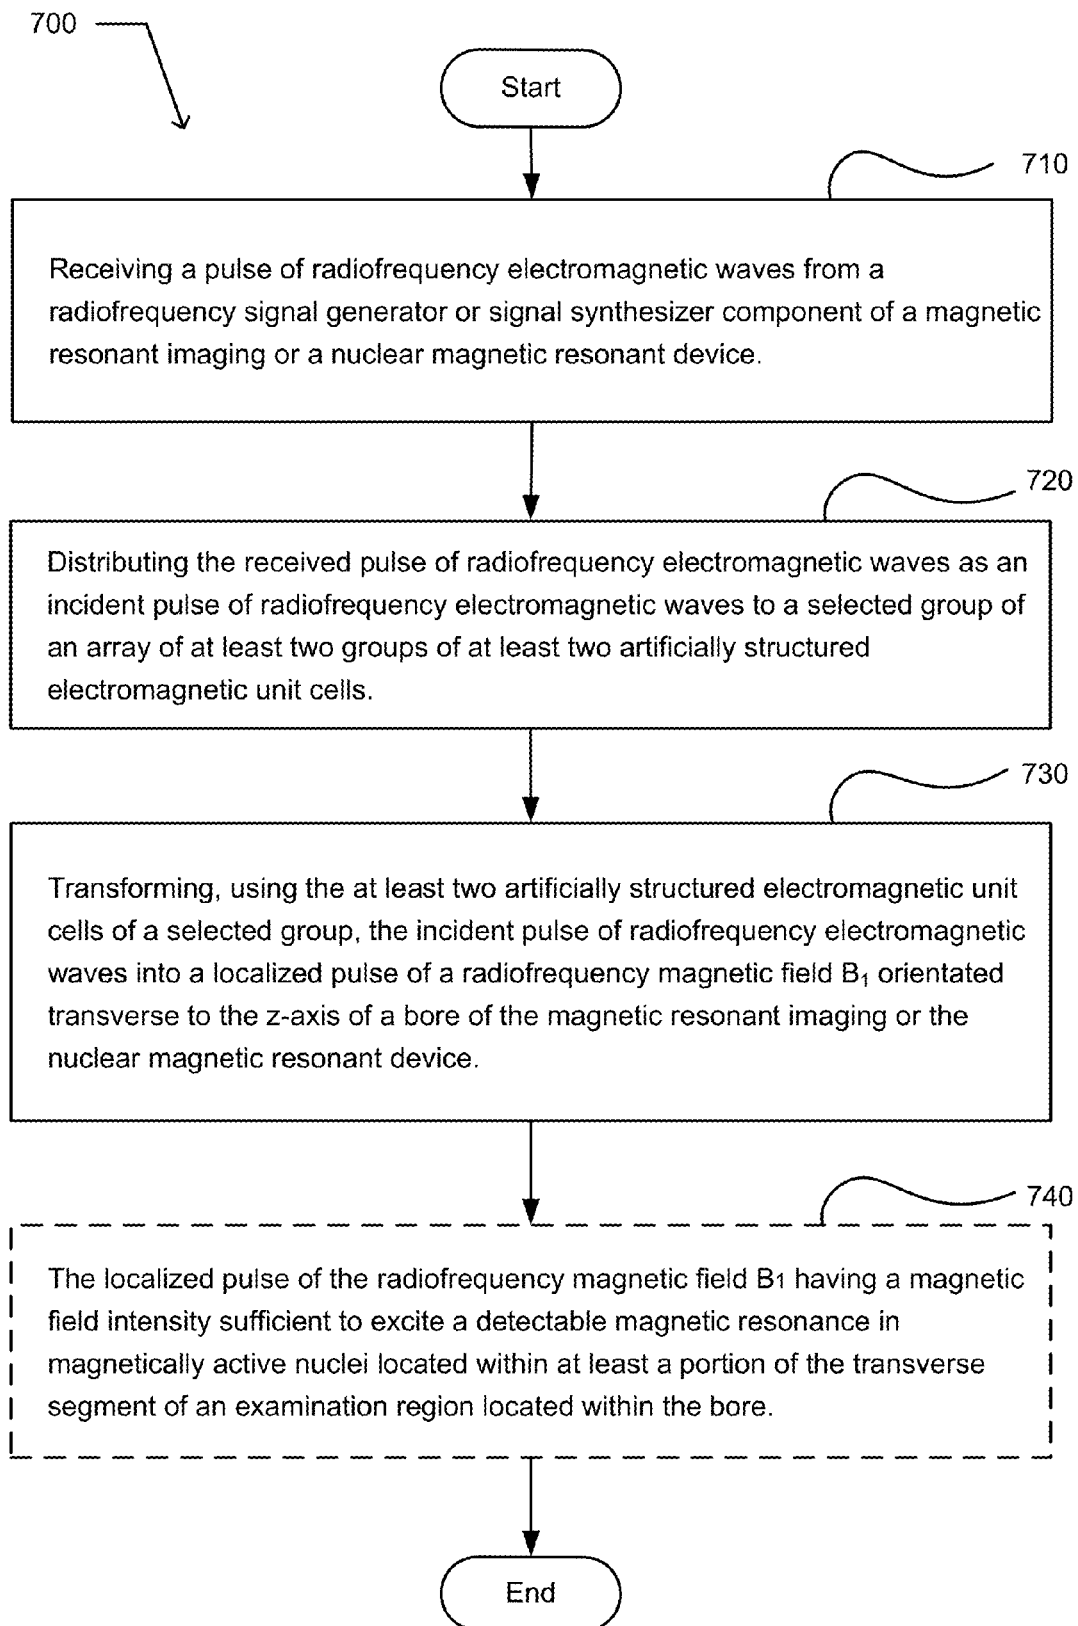 700
Start
710
Receiving a pulse of radiofrequency electromagnetic waves from a
radiofrequency signal generator or signal synthesizer component of a magnetic
resonant imaging or a nuclear magnetic resonant device.
720
Distributing the received pulse of radiofrequency electromagnetic waves as an
incident pulse of radiofrequency electromagnetic waves to a selected group of
an array of at least two groups of at least two artificially structured
electromagnetic unit cells.
730
Transforming, using the at least two artificially structured electromagnetic unit
cells of a selected group, the incident pulse of radiofrequency electromagnetic
waves into a localized pulse of a radiofrequency magnetic field B₁ orientated
transverse to the z-axis of a bore of the magnetic resonant imaging or the
nuclear magnetic resonant device.
740
The localized pulse of the radiofrequency magnetic field B₁ having a magnetic
field intensity sufficient to excite a detectable magnetic resonance in
magnetically active nuclei located within at least a portion of the transverse
segment of an examination region located within the bore.
End